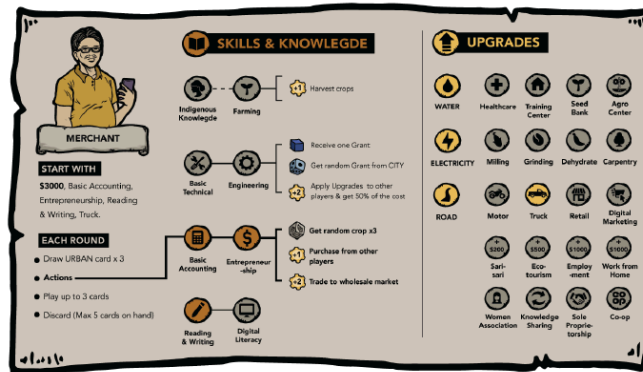 MERCHANT
START WITH
$3000, Basic Accounting,
Entrepreneurship, Reading
& Writing, Truck.
EACH ROUND
Draw URBAN card x 3
Actions
Play up to 3 cards
Discard (Max 5 cards on hand)
SKILLS & KNOWLEGDE
Indigenous
Knowlegde
Farming
+1
Harvest crops
Basic
Technical
Engineering
Receive one Grant
Get random Grant from CITY
+2
Apply Upgrades to other
players & get 50% of the cost
Basic
Accounting
$
Entrepreneur
-ship
Get random crop x3
+1
Purchase from other
players
+2
Trade to wholesale market
Reading
& Writing
Digital
Literacy
UPGRADES
WATER
Healthcare
Training
Center
Seed
Bank
Agro
Center
ELECTRICITY
Milling
Grinding
Dehydrate
Carpentry
ROAD
Motor
Truck
Retail
Digital
Marketing
+
$200
+
$500
+
$1000
+
$1000
Sari-
sari
Eco-
tourism
Employ
-ment
Work from
Home
Women
Association
Knowledge
Sharing
Sole
Proprie-
torship
Co-op